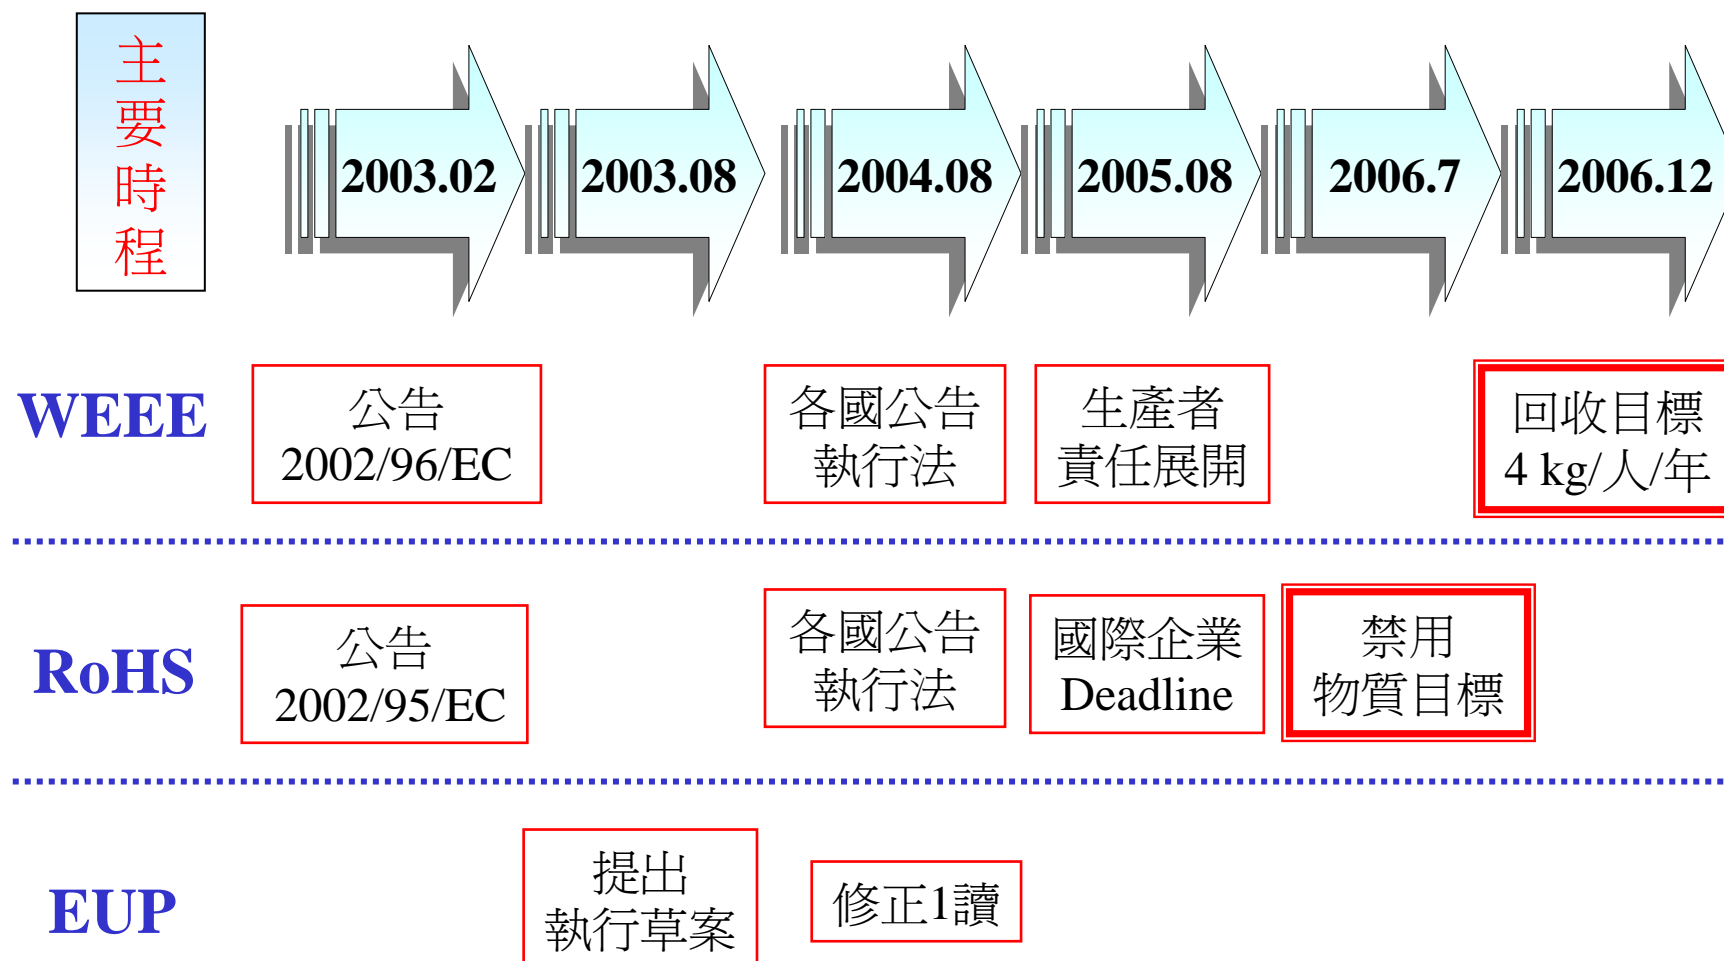 主
要
時
程
2003.02 2003.08 2004.08 2005.08 2006.7 2006.12
WEEE
公告
2002/96/EC
各國公告
執行法
生產者
責任展開
回收目標
4 kg/人/年
RoHS
公告
2002/95/EC
各國公告
執行法
國際企業
Deadline
禁用
物質目標
EUP
提出
執行草案
修正1讀